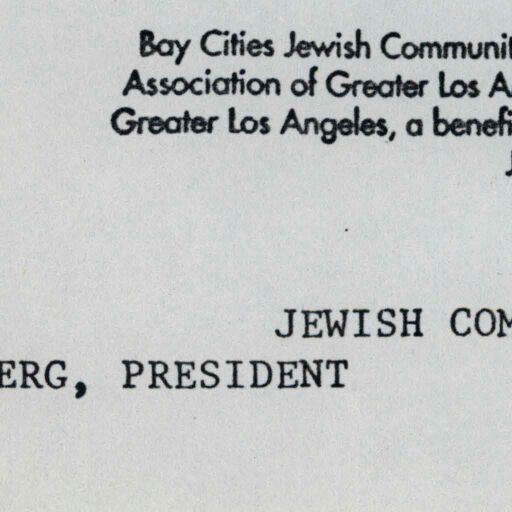 Bay Cities Jewish Communit
Association of Greater Los A
Greater Los Angeles, a benefi
JEWISH COM
ERG, PRESIDENT